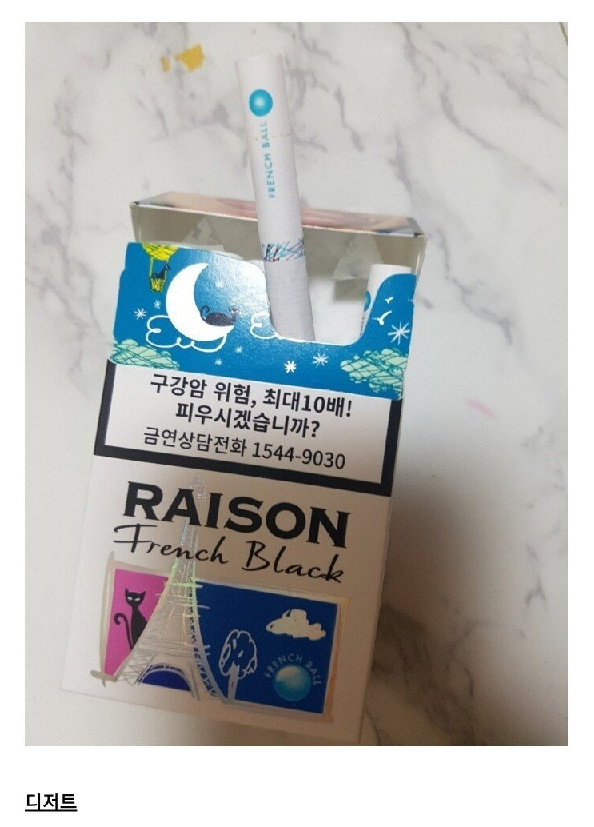 FRENCH BALL
구강암 위험, 최대10배!
피우시겠습니까?
금연상담전화 1544-9030
RAISON
French Black
FRENCH BALL
디저트